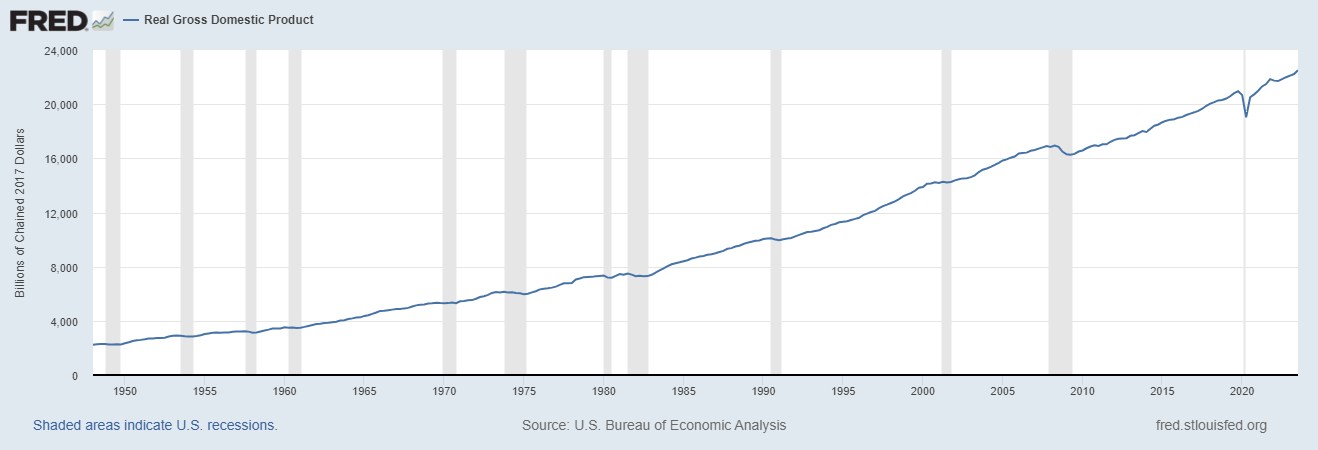 FRED. Real Gross Domestic Product
Billions of Chained 2017 Dollars
24,000
20,000
16,000
12,000
8,000
4,000
0
1950 1955 1960 1965 1970 1975 1980 1985 1990 1995 2000 2005 2010 2015 2020
Shaded areas indicate U.S. recessions. Source: U.S. Bureau of Economic Analysis fred.stlouisfed.org